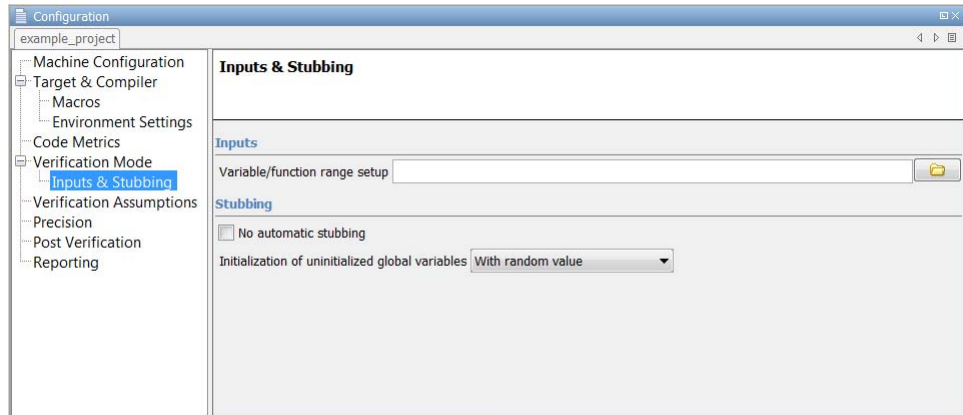 Configuration
example_project
Machine Configuration
Target & Compiler
Macros
Environment Settings
Code Metrics
Verification Mode
Inputs & Stubbing
Verification Assumptions
Precision
Post Verification
Reporting
Inputs & Stubbing
Inputs
Variable/function range setup
Stubbing
No automatic stubbing
Initialization of uninitialized global variables With random value